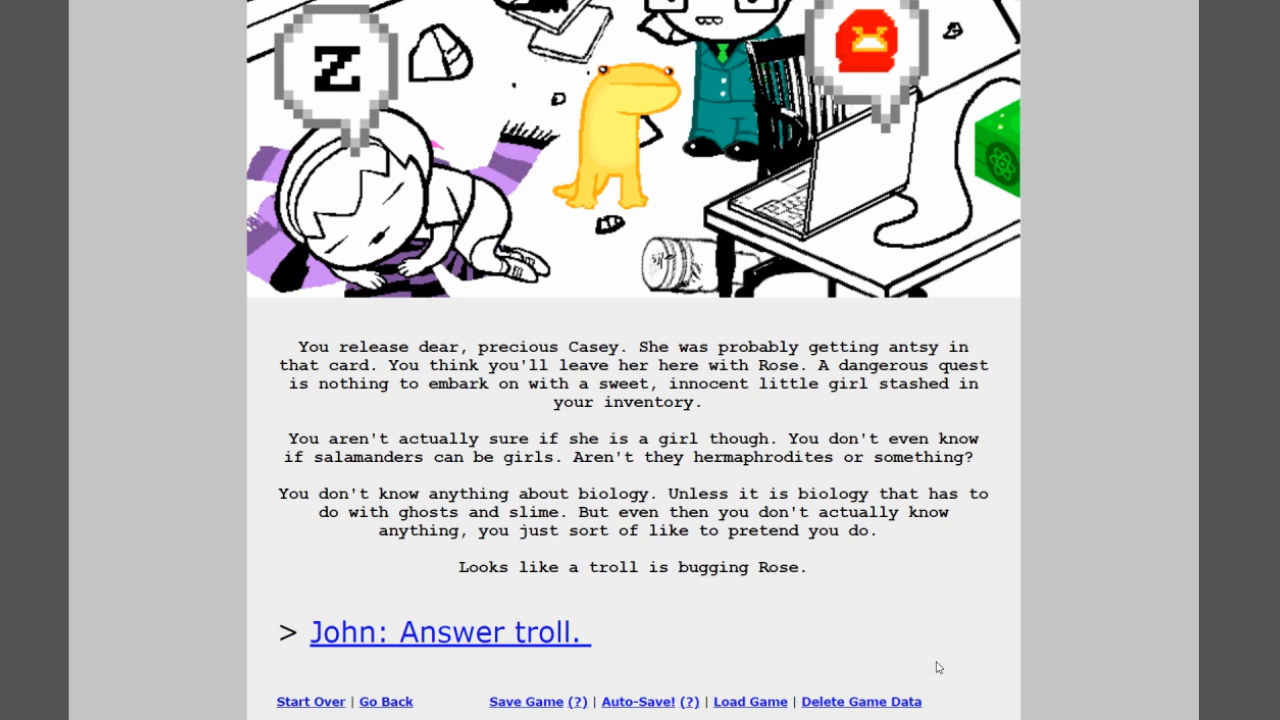 Z
You release dear, precious Casey. She was probably getting antsy in
that card. You think you'll leave her here with Rose. A dangerous quest
is nothing to embark on with a sweet, innocent little girl stashed in
your inventory.
You aren't actually sure if she is a girl though. You don't even know
if salamanders can be girls. Aren't they hermaphrodites or something?
You don't know anything about biology. Unless it is biology that has to
do with ghosts and slime. But even then you don't actually know
anything, you just sort of like to pretend you do.
Looks like a troll is bugging Rose.
> John: Answer troll.
Start Over | Go Back Save Game (?) | Auto-Save! (?) | Load Game | Delete Game Data